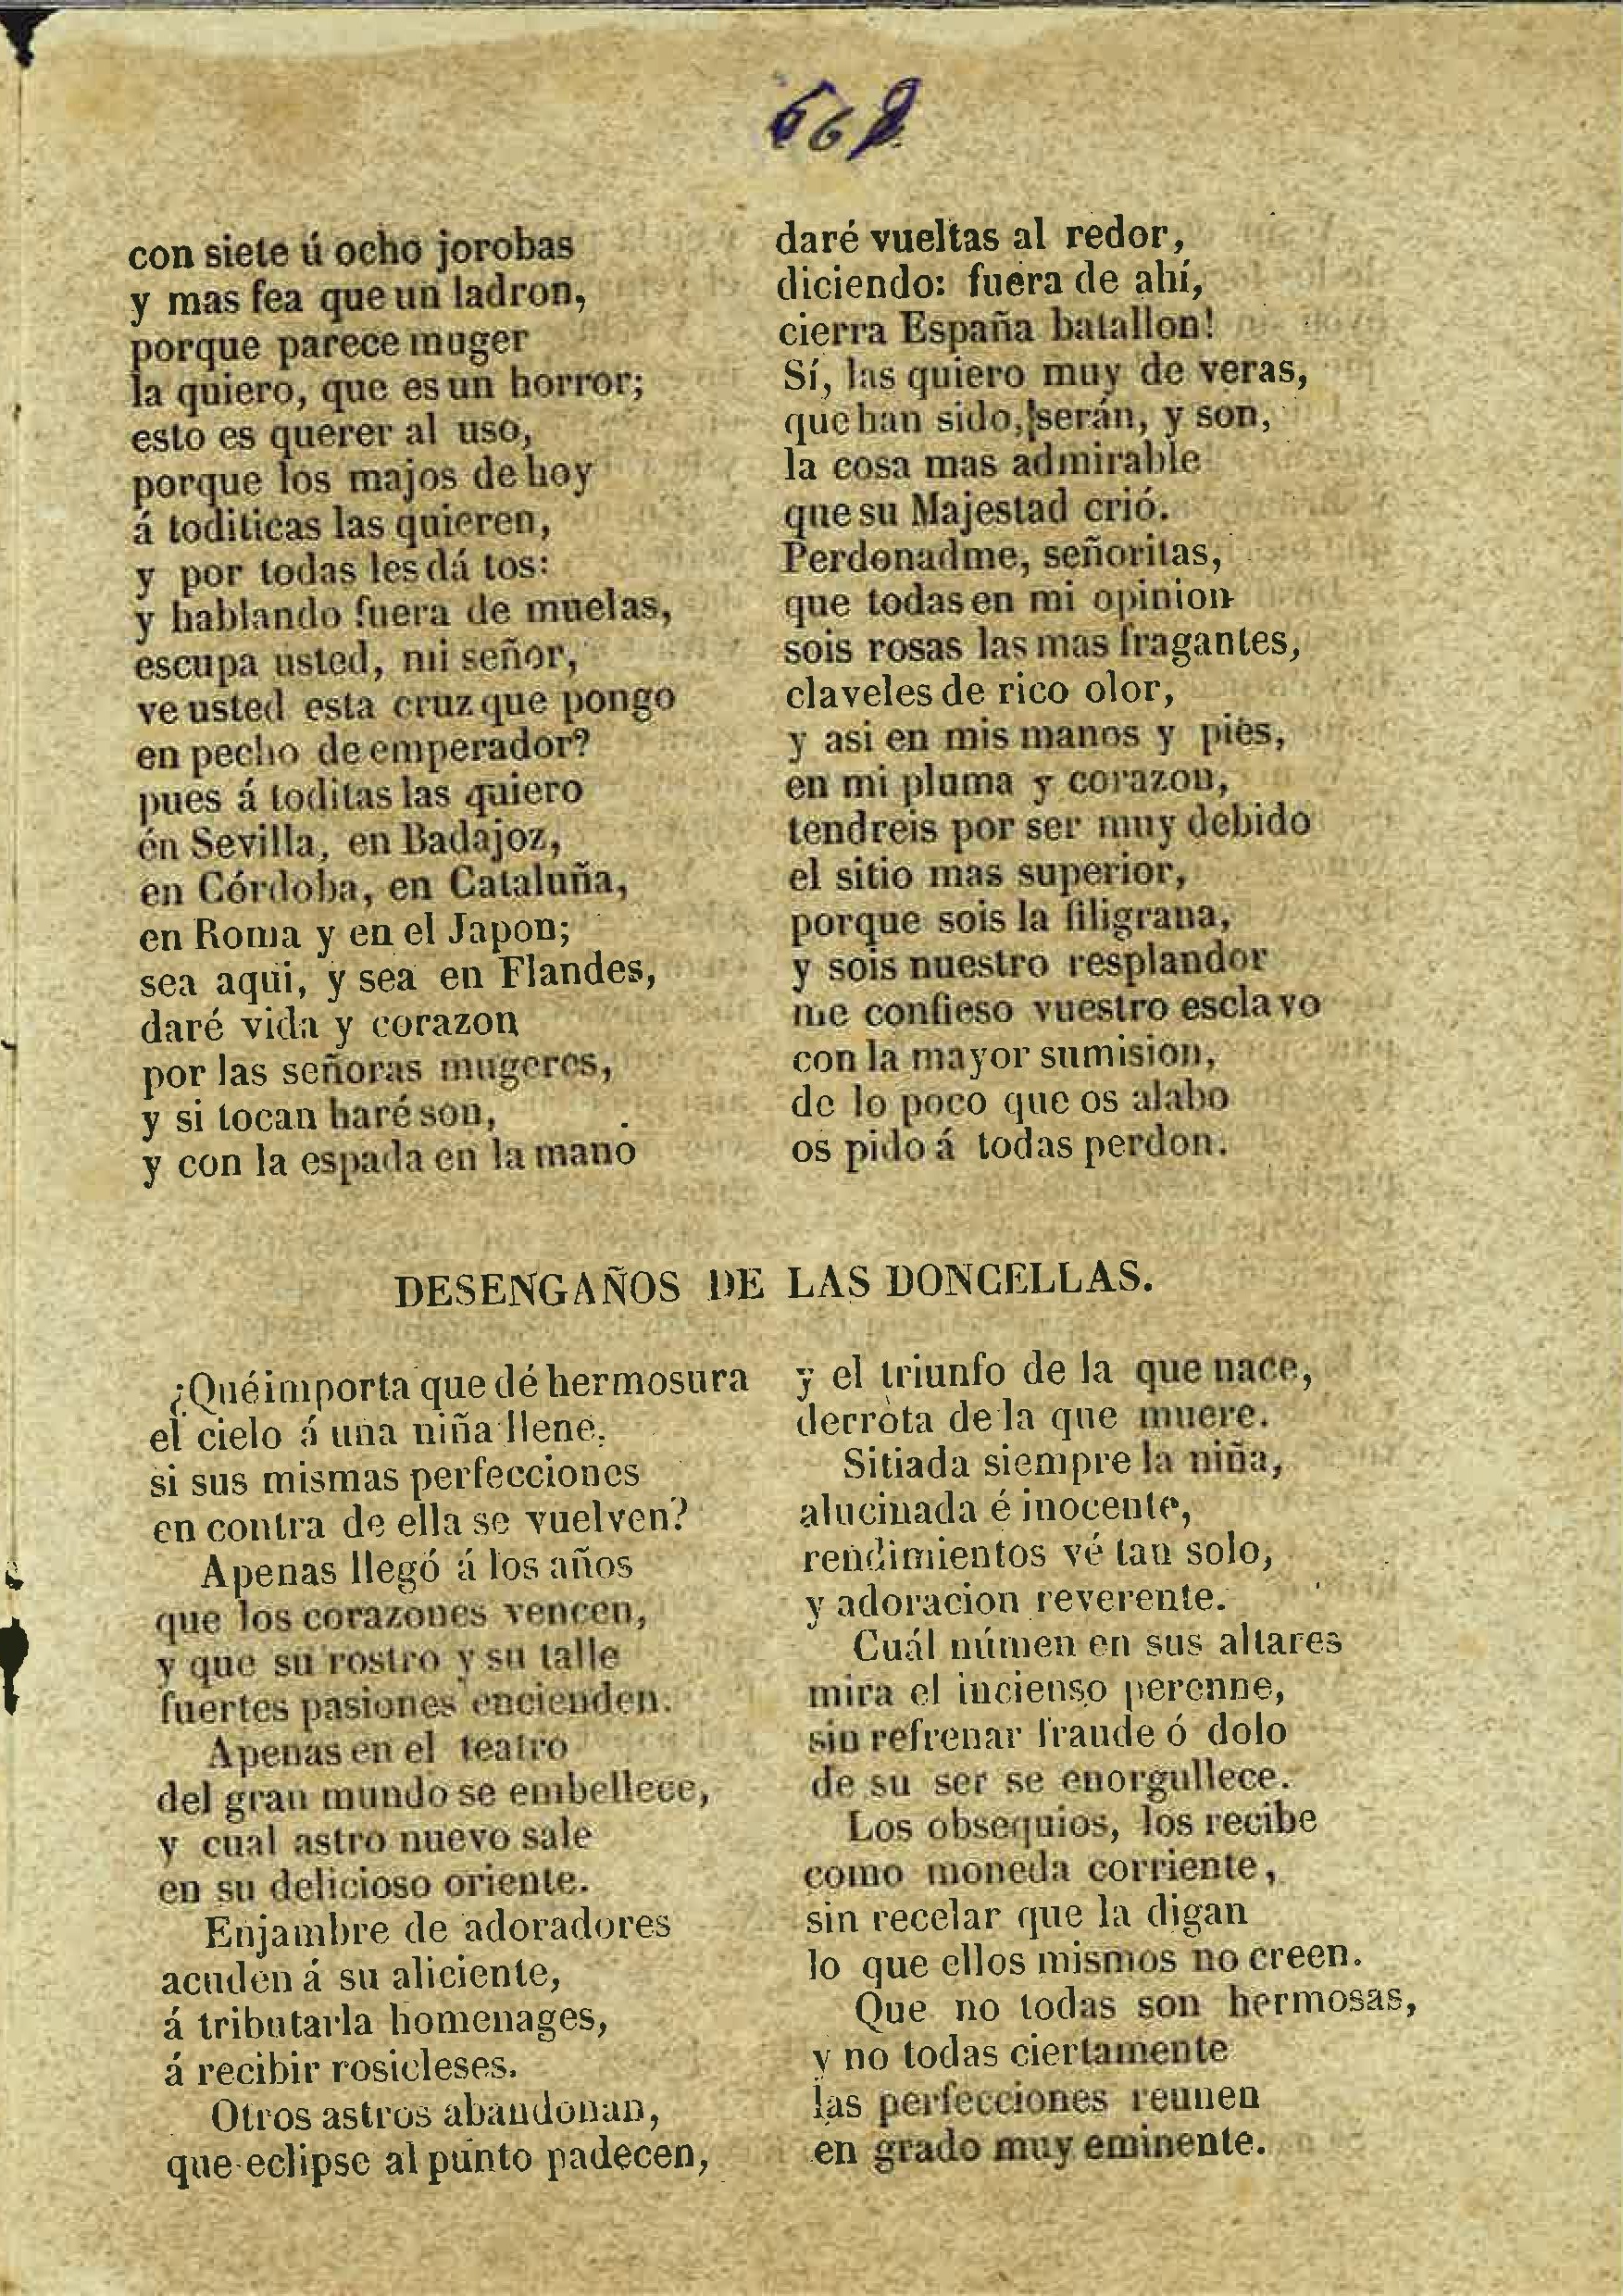 668
con siete ú ocho jorobas
y mas fea que un ladron,
porque parece muger
la quiero, que es un horror;
esto es querer al uso,
porque los majos de hoy
á toditicas las quieren,
y por todas les dá tos:
y hablando fuera de muelas,
escupa usted, mi señor,
ve usted esta cruz que pongo
en pecho de emperador?
pues á toditas las quiero
én Sevilla, en Badajoz,
en Córdoba, en Cataluña,
en Roma y en el Japon;
sea aqui, y sea en Flandes,
daré vida y corazon
por las señoras mugeres,
y si tocan haré son,
y con la espada en la mano
daré vueltas al redor,
diciendo: fuera de ahí,
cierra España batallon!
Sí, las quiero muy de veras,
que han sido, serán, y son,
la cosa mas admirable
que su Majestad crió.
Perdonadme, señoritas,
que todas en mi opinion
sois rosas las mas fragantes,
claveles de rico olor,
y asi en mis manos y pies,
en mi pluma y corazon,
tendreis por ser muy debido
el sitio mas superior,
porque sois la filigrana,
y sois nuestro resplandor
me confieso vuestro esclavo
con la mayor sumision,
de lo poco que os alabo
os pido á todas perdon.
DESENGAÑOS DE LAS DONCELLAS.
¿Qué importa que dé hermosura
el cielo á una niña llene,
si sus mismas perfecciones
en contra de ella se vuelven?
Apenas llegó á los años
que los corazones vencen,
y que su rostro y su talle
fuertes pasiones encienden.
Apenas en el teatro
del gran mundo se embellece,
y cual astro nuevo sale
en su delicioso oriente.
Enjambre de adoradores
acuden á su aliciente,
á tributarla homenages,
á recibir rosicleses.
Otros astros abandonan,
que eclipse al punto padecen,
y el triunfo de la que nace,
derrota de la que muere.
Sitiada siempre la niña,
alucinada é inocente,
rendimientos vé tan solo,
y adoracion reverente.
Cuál númen en sus altares
mira el incienso perenne,
sin refrenar fraude ó dolo
de su ser se enorgullece.
Los obsequios, los recibe
como moneda corriente,
sin recelar que la digan
lo que ellos mismos no creen.
Que no todas son hermosas,
y no todas ciertamente
las perfecciones reunen
en grado muy eminente.